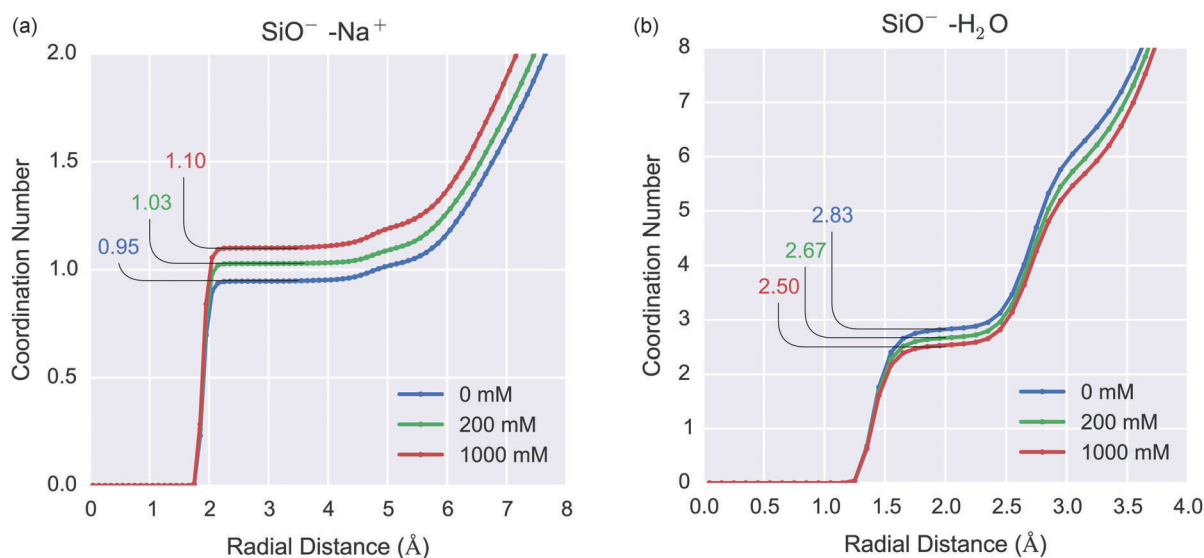 (a)
SiO⁻ -Na⁺
Coordination Number
2.0
1.5
1.0
0.5
0.0
1.10
1.03
0.95
0 mM
200 mM
1000 mM
0 1 2 3 4 5 6 7 8
Radial Distance (Å)
(b)
SiO⁻ -H₂O
Coordination Number
8
7
6
5
4
3
2
1
0
2.83
2.67
2.50
0 mM
200 mM
1000 mM
0.0 0.5 1.0 1.5 2.0 2.5 3.0 3.5 4.0
Radial Distance (Å)